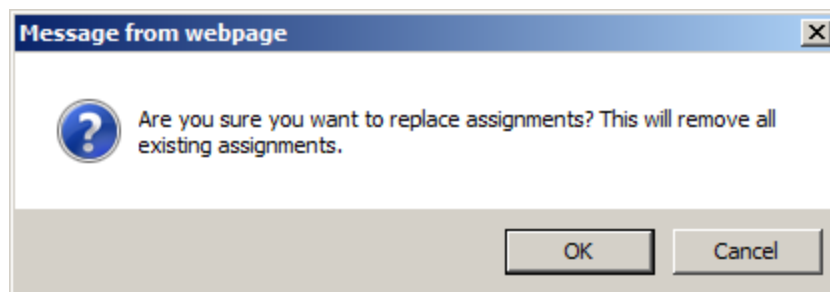 Message from webpage
Are you sure you want to replace assignments? This will remove all
existing assignments.
OK
Cancel